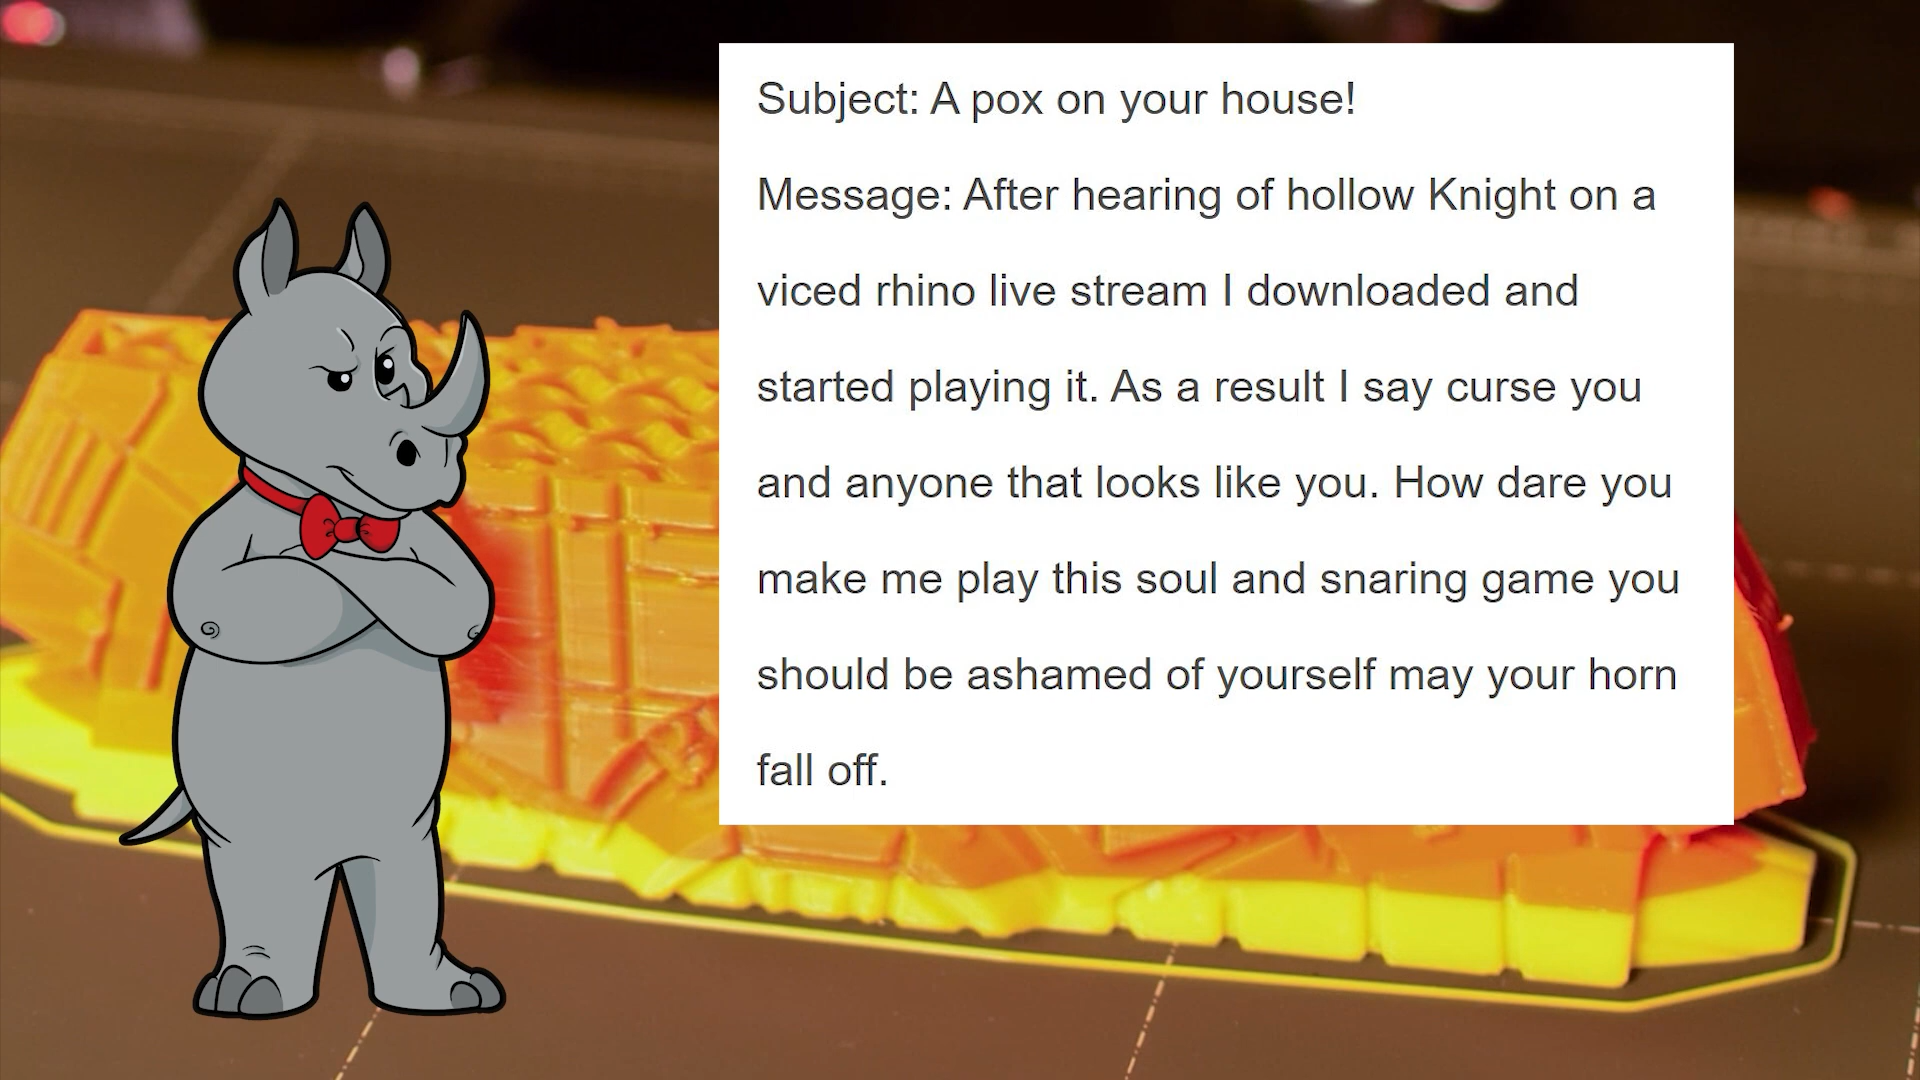 Subject: A pox on your house!
Message: After hearing of hollow Knight on a
viced rhino live stream I downloaded and
started playing it. As a result I say curse you
and anyone that looks like you. How dare you
make me play this soul and snaring game you
should be ashamed of yourself may your horn
fall off.